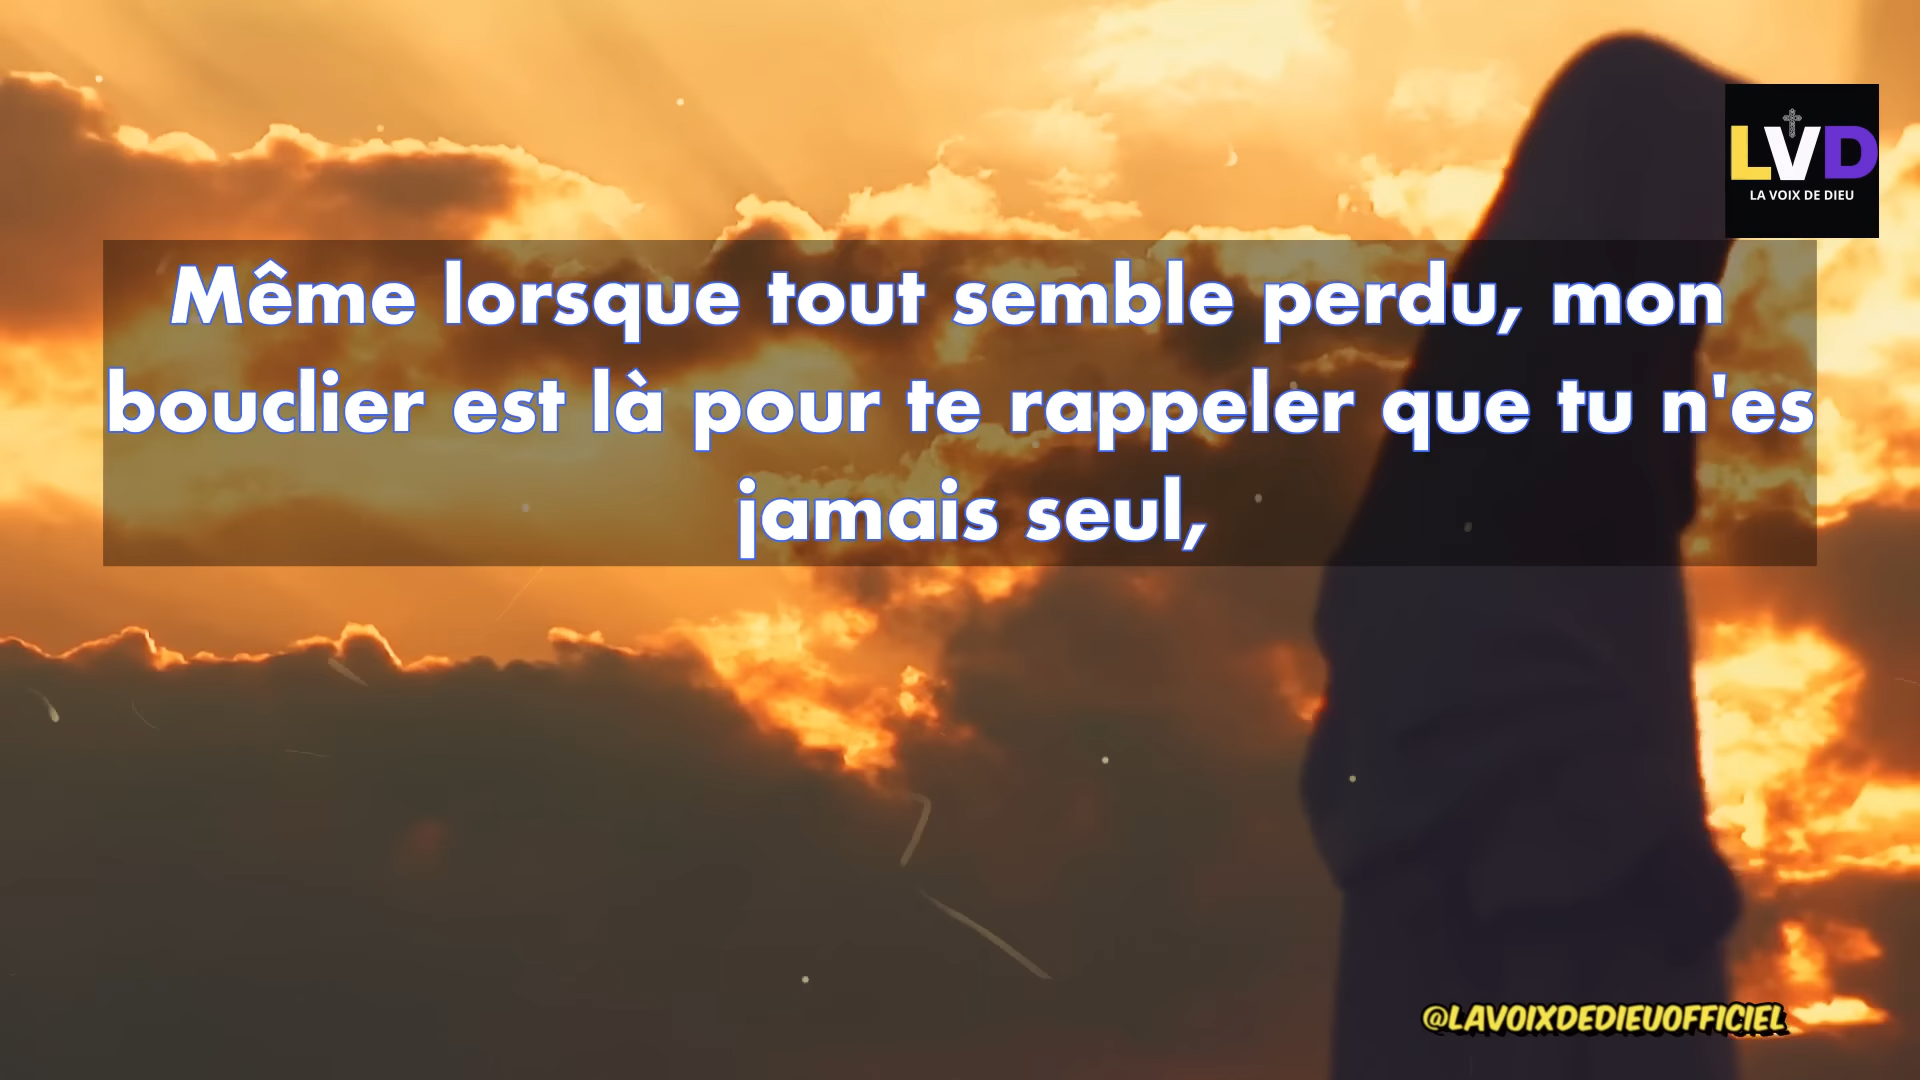 LVD
LA VOIX DE DIEU
Même lorsque tout semble perdu, mon
bouclier est là pour te rappeler que tu n'es
jamais seul,
@LAVOIXDEDIEUOFFICIEL